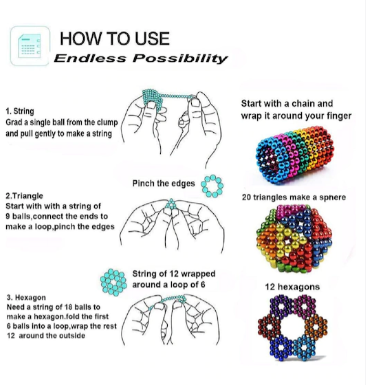 HOW TO USE
Endless Possibility
1. String
Grad a single ball from the clump
and pull gently to make a string
Start with a chain and
wrap it around your finger
Pinch the edges
2.Triangle
Start with with a string of
9 balls,connect the ends to
make a loop,pinch the edges
20 triangles make a sphere
String of 12 wrapped
around a loop of 6
3. Hexagon
Need a string of 18 balls to
make a hexagon.fold the first
6 balls into a loop,wrap the rest
12 around the outside
12 hexagons